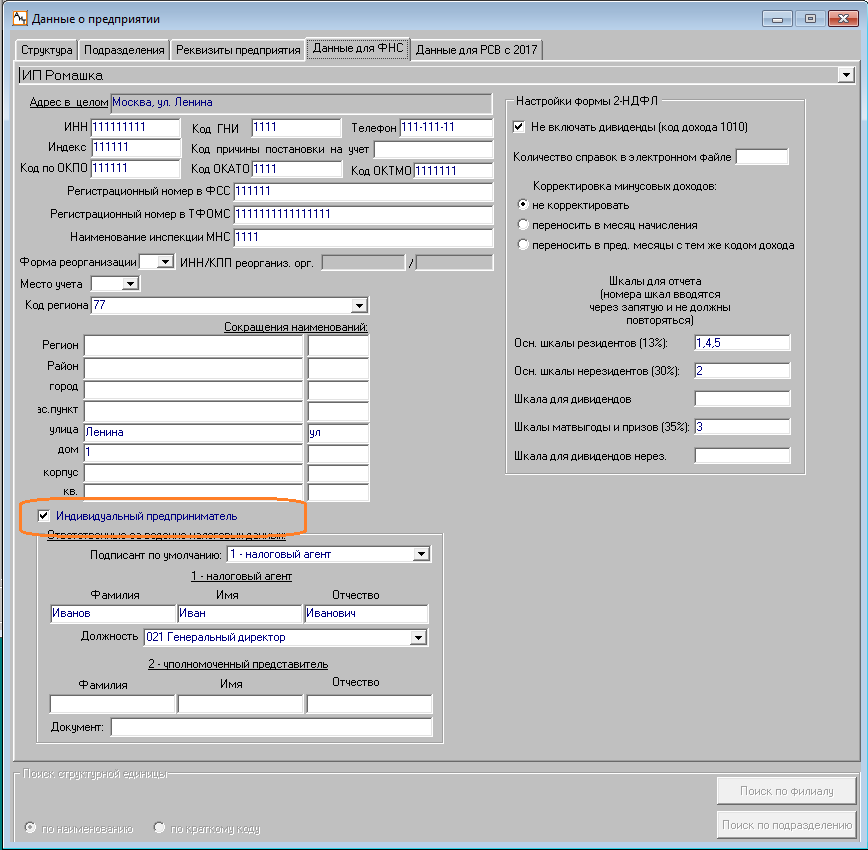 Данные о предприятии
Структура Подразделения Реквизиты предприятия Данные для ФНС Данные для РСВ с 2017
ИП Ромашка
Адрес в целом Москва, ул. Ленина
ИНН 111111111 Код ГНИ 1111 Телефон 111-111-11
Индекс 111111 Код причины постановки на учет
Код по ОКПО 111111 Код ОКАТО 1111 Код ОКТМО 1111111
Регистрационный номер в ФСС 111111
Регистрационный номер в ТФОМС 1111111111111111
Наименование инспекции МНС 1111
Форма реорганизации ИНН/КПП реорганиз. орг. /
Место учета
Код региона 77
Сокращения наименований:
Регион
Район
город
ас.пункт
улица Ленина ул
дом 1
корпус
кв.
Индивидуальный предприниматель
Ответственные за ведение налоговых данных:
Подписант по умолчанию: 1 - налоговый агент
1 - налоговый агент
Фамилия Имя Отчество
Иванов Иван Иванович
Должность 021 Генеральный директор
2 - уполномоченный представитель
Фамилия Имя Отчество
Документ:
Настройки формы 2-НДФЛ
Не включать дивиденды (код дохода 1010)
Количество справок в электронном файле
Корректировка минусовых доходов:
не корректировать
переносить в месяц начисления
переносить в пред. месяцы с тем же кодом дохода
Шкалы для отчета
(номера шкал вводятся
через запятую и не должны
повторяться)
Осн. шкалы резидентов (13%): 1,4,5
Осн. шкалы нерезидентов (30%): 2
Шкала для дивидендов
Шкалы матвыгоды и призов (35%): 3
Шкала для дивидендов нерез.
Поиск структурной единицы
по наименованию по краткому коду
Поиск по филиалу
Поиск по подразделению